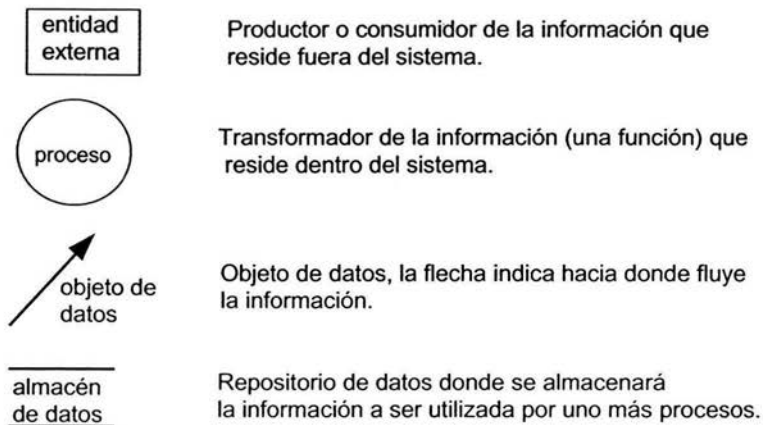 entidad
externa
Productor o consumidor de la información que
reside fuera del sistema.
proceso
Transformador de la información (una función) que
reside dentro del sistema.
objeto de
datos
Objeto de datos, la flecha indica hacia donde fluye
la información.
almacén
de datos
Repositorio de datos donde se almacenará
la información a ser utilizada por uno más procesos.